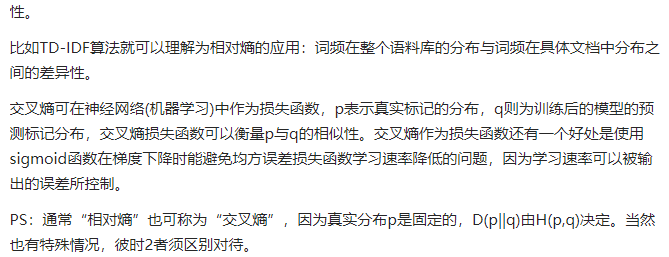 性。
比如TD-IDF算法就可以理解为相对熵的应用：词频在整个语料库的分布与词频在具体文档中分布之
间的差异性。
交叉熵可在神经网络(机器学习)中作为损失函数，p表示真实标记的分布，q则为训练后的模型的预
测标记分布，交叉熵损失函数可以衡量p与q的相似性。交叉熵作为损失函数还有一个好处是使用
sigmoid函数在梯度下降时能避免均方误差损失函数学习速率降低的问题，因为学习速率可以被输
出的误差所控制。
PS：通常“相对熵”也可称为“交叉熵”，因为真实分布p是固定的，D(p||q)由H(p,q)决定。当然
也有特殊情况，彼时2者须区别对待。